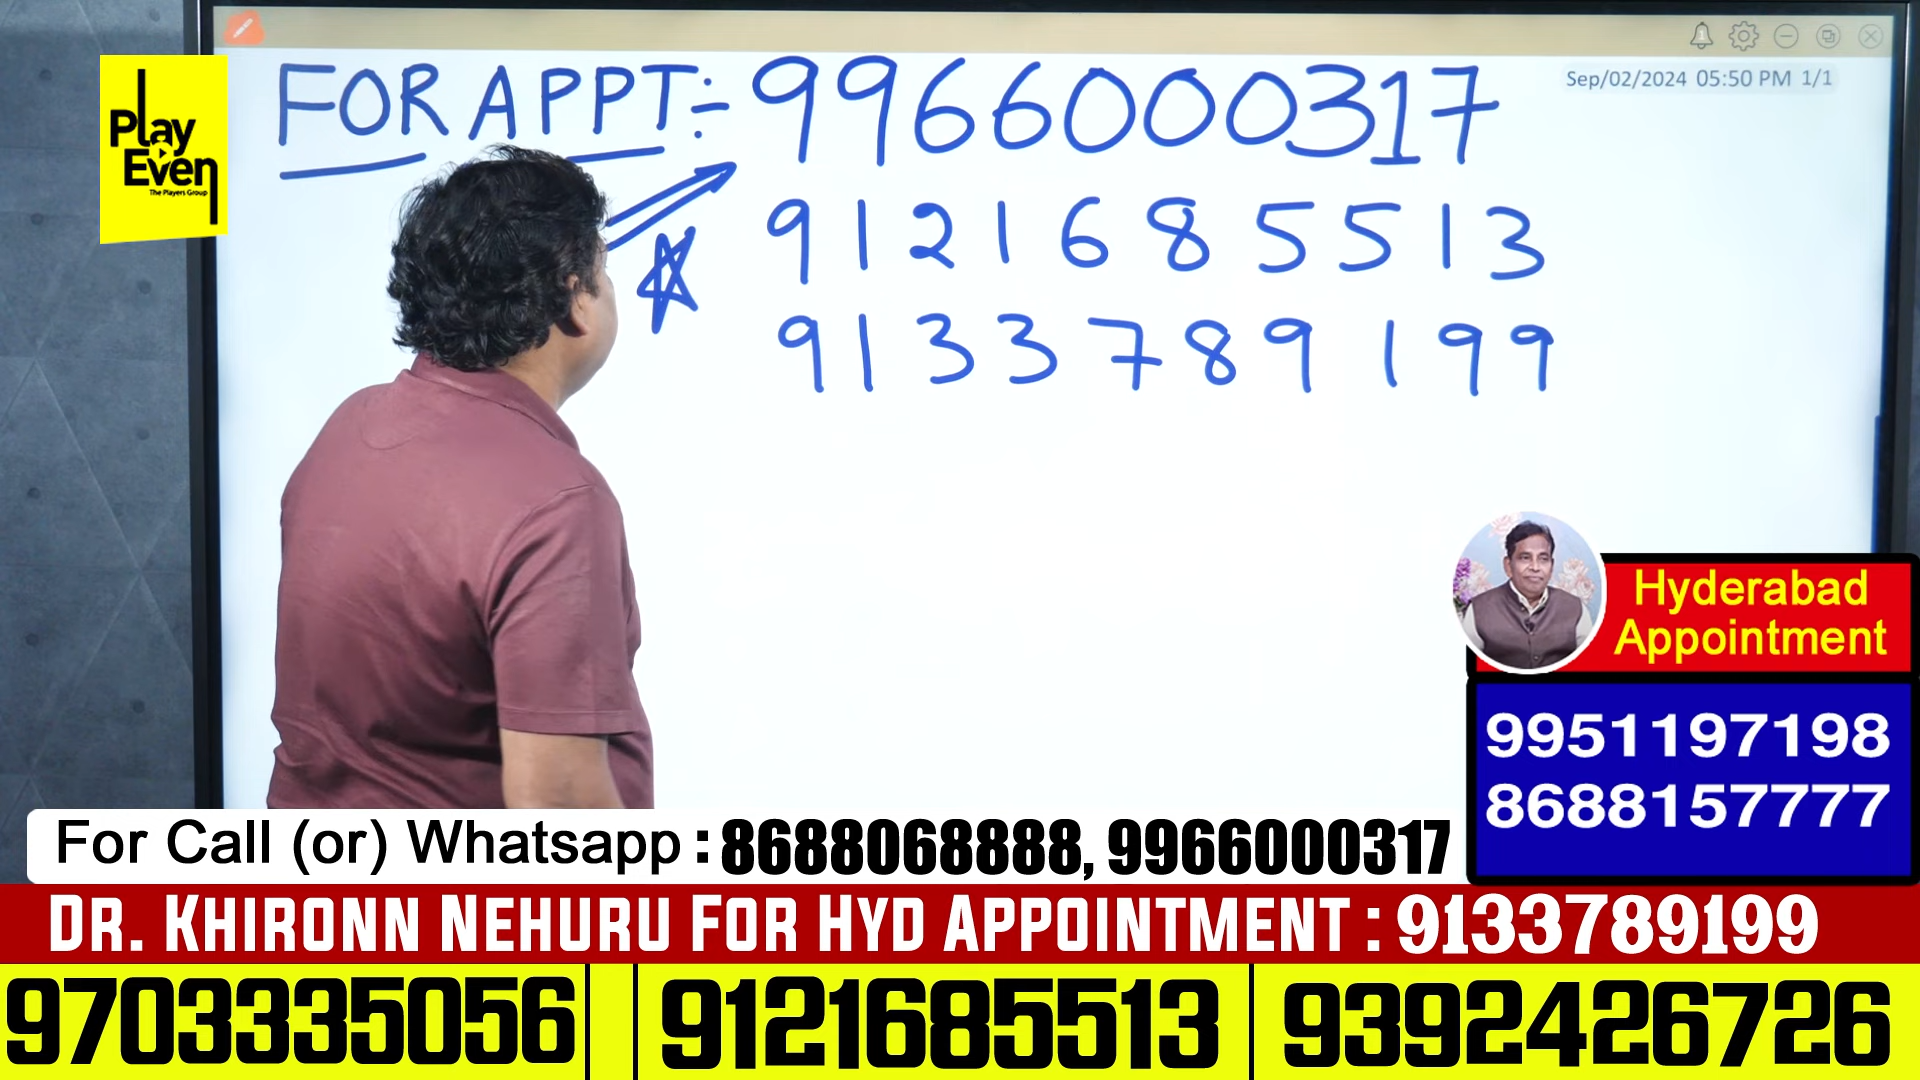 Sep/02/2024 05:50 PM 1/1
FOR APPT:- 9966000317
9121685513
9133789199
Play
Even
The Players Group
Hyderabad
Appointment
9951197198
8688157777
For Call (or) Whatsapp : 8688068888, 9966000317
DR. KHIRONN NEHURU FOR HYD APPOINTMENT : 9133789199
9703335056
9121685513
9392426726